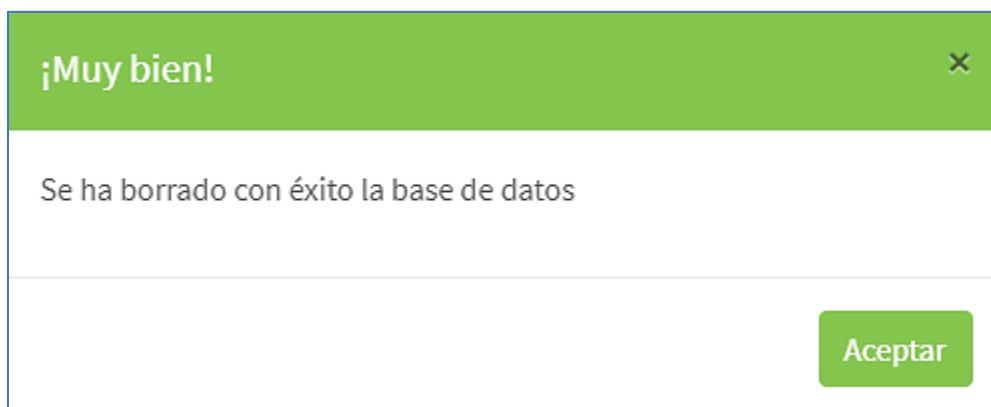 ¡Muy bien!
×
Se ha borrado con éxito la base de datos
Aceptar